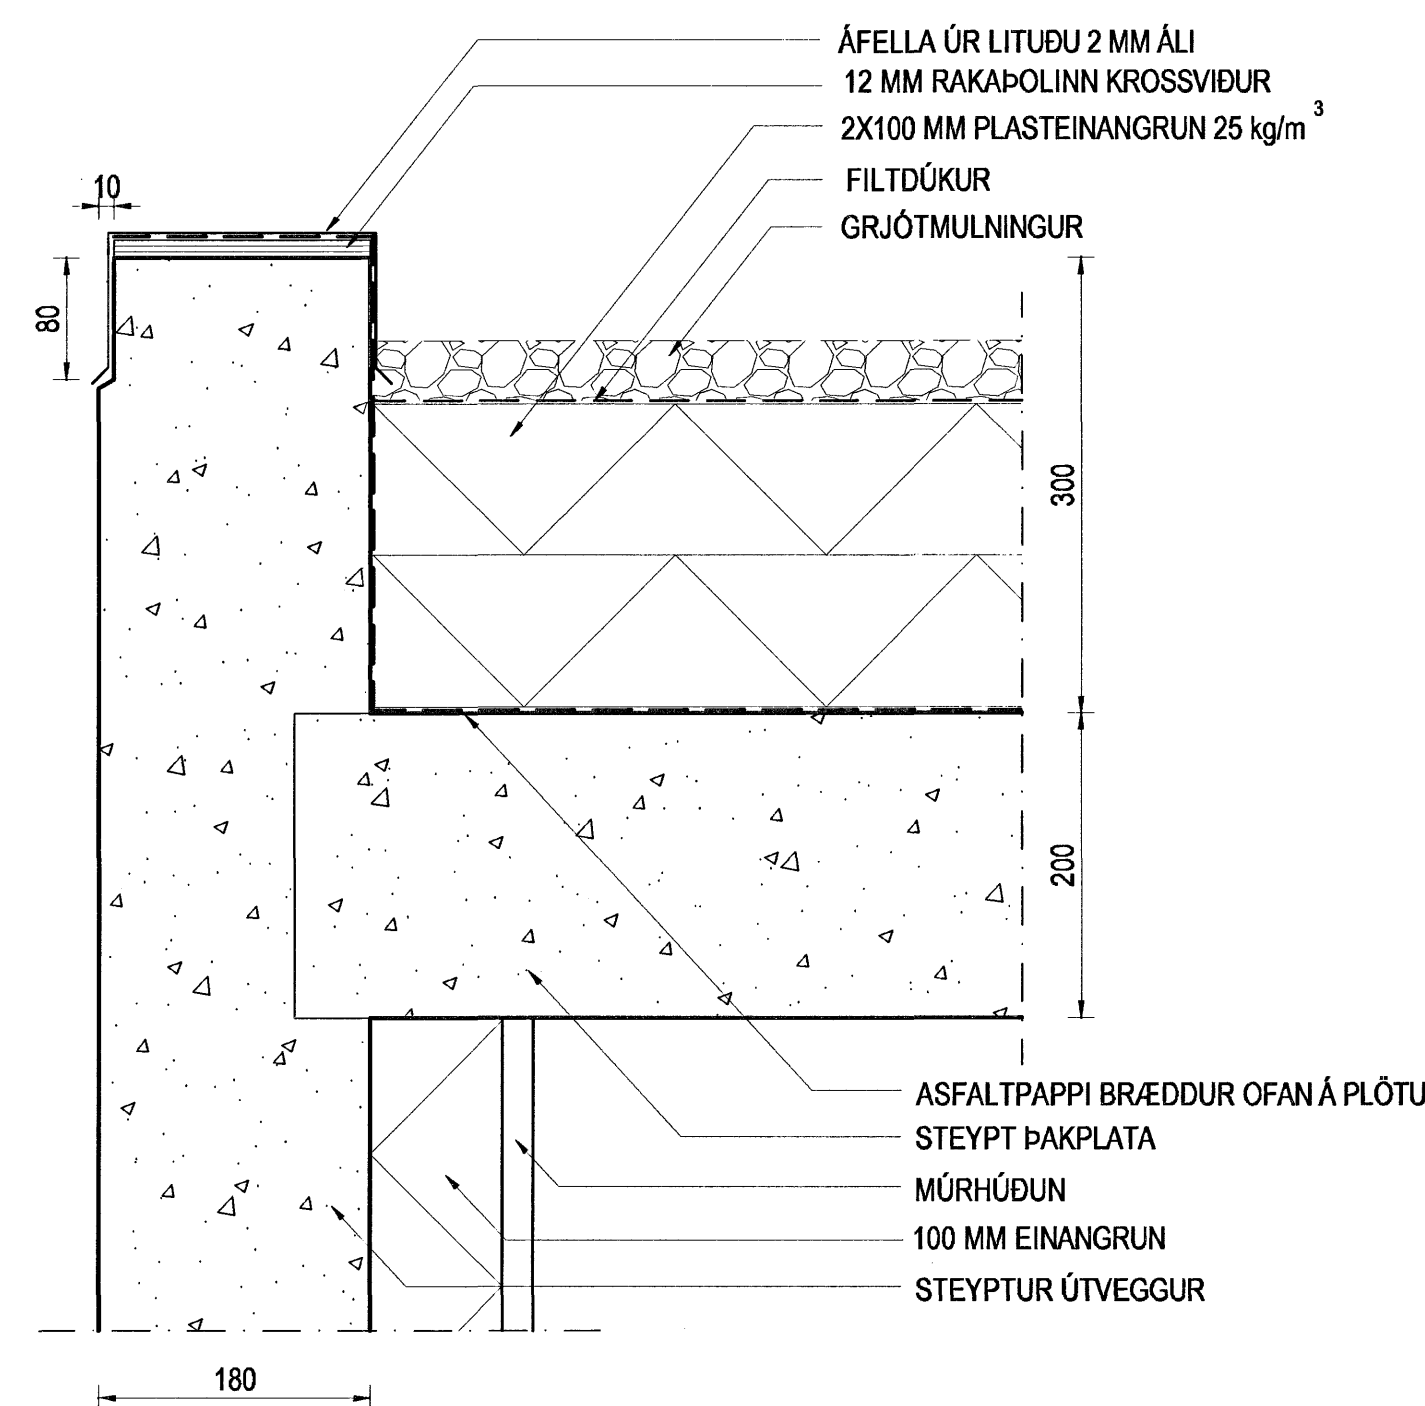 ÁFELLA ÚR LITUÐU 2 MM ÁLI
12 MM RAKAÞOLINN KROSSVIÐUR
2X100 MM PLASTEINANGRUN 25 kg/m³
FILTDÚKUR
GRJÓTMULNINGUR
10
80
300
200
ASFALTPAPPI BRÆDDUR OFAN Á PLÖTU
STEYPT ÞAKPLATA
MÚRHÚÐUN
100 MM EINANGRUN
STEYPTUR ÚTVEGGUR
180